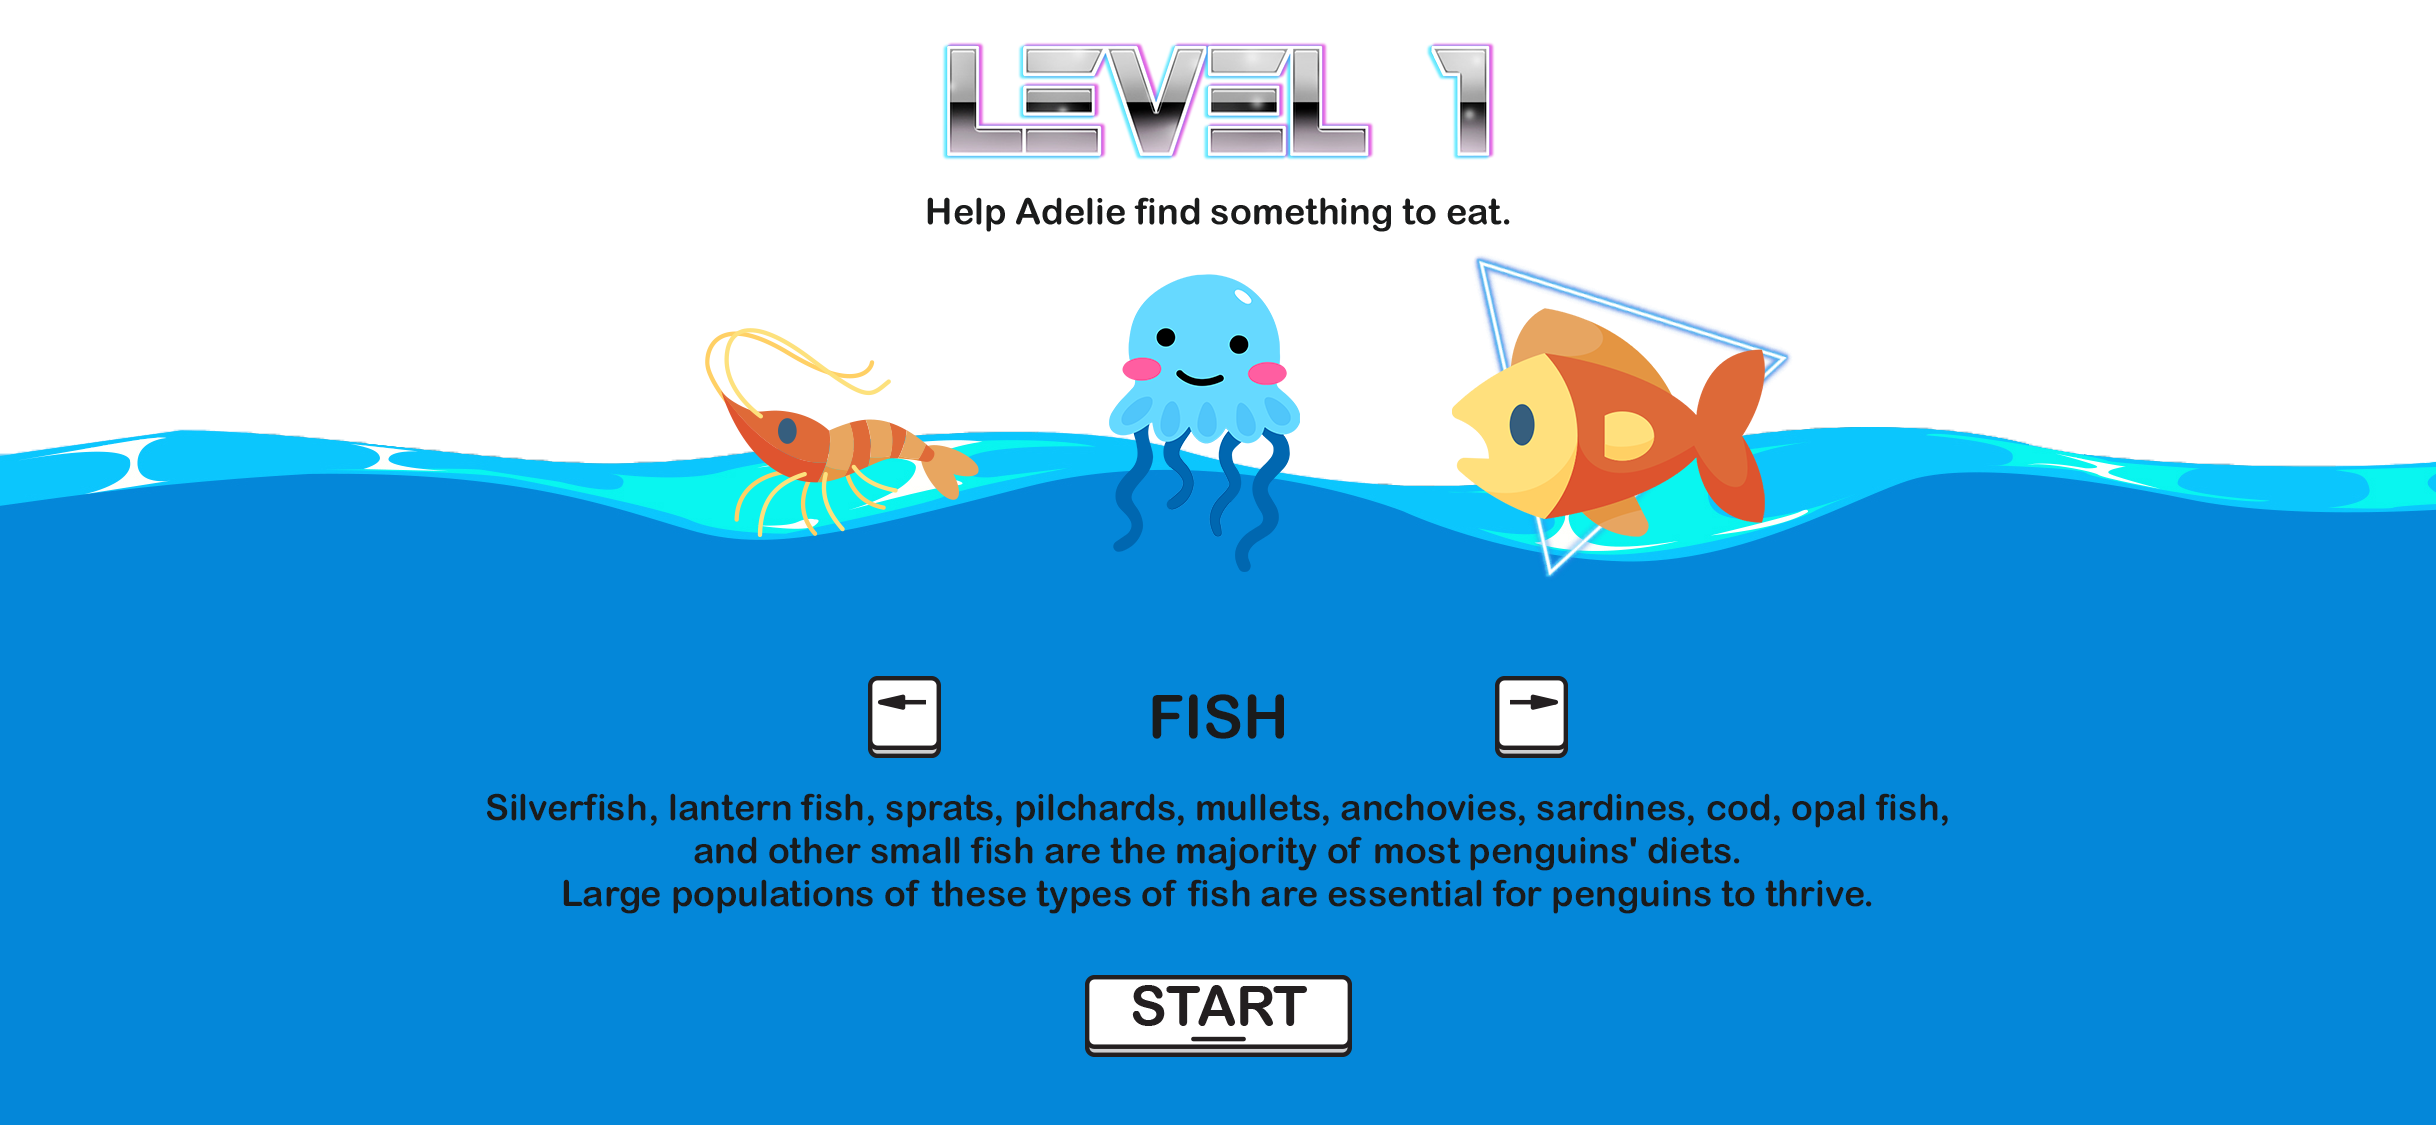 LEVEL 1
Help Adelie find something to eat.
FISH
Silverfish, lantern fish, sprats, pilchards, mullets, anchovies, sardines, cod, opal fish,
and other small fish are the majority of most penguins' diets.
Large populations of these types of fish are essential for penguins to thrive.
START